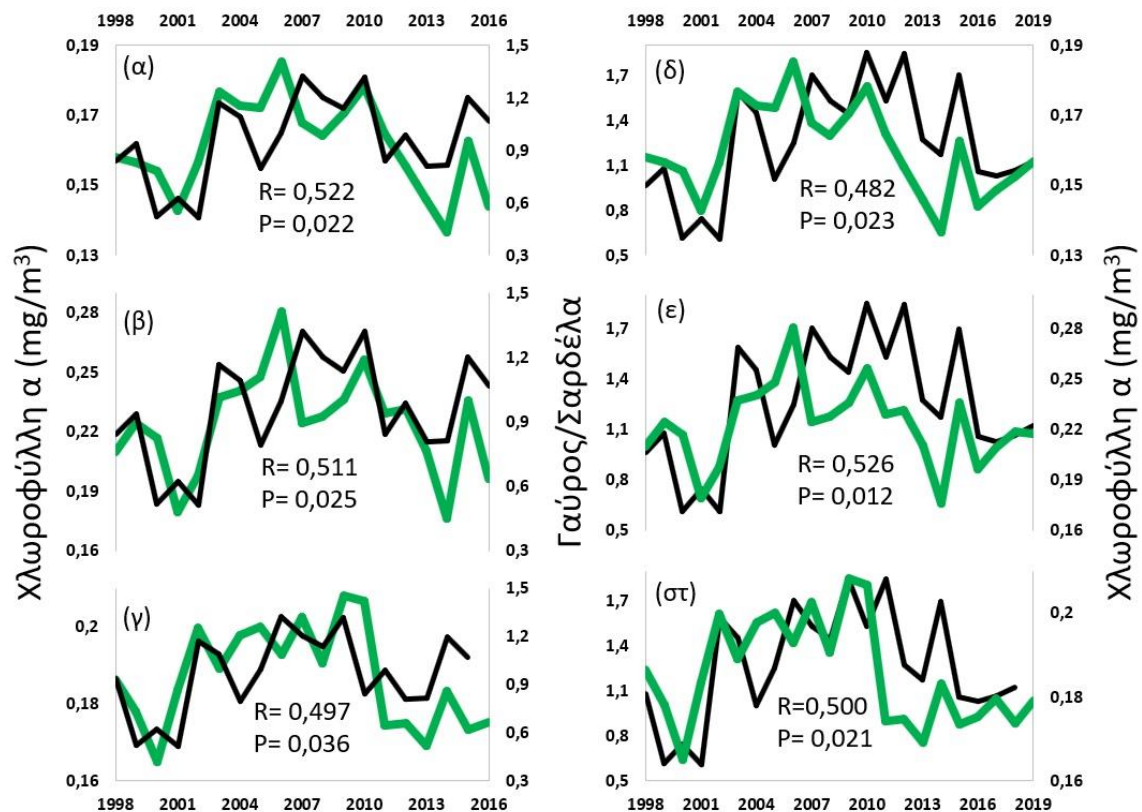 1998 2001 2004 2007 2010 2013 2016
1998 2001 2004 2007 2010 2013 2016 2019
Χλωροφύλλη α (mg/m³)
0,19
0,17
0,15
0,13
(α)
R= 0,522
P= 0,022
1,5
1,2
0,9
0,6
0,3
0,28
0,25
0,22
0,19
0,16
(β)
R= 0,511
P= 0,025
1,5
1,2
0,9
0,6
0,3
0,2
0,18
0,16
(γ)
R= 0,497
P= 0,036
1,5
1,2
0,9
0,6
0,3
1998 2001 2004 2007 2010 2013 2016
Γαύρος/Σαρδέλα
1,7
1,4
1,1
0,8
0,5
(δ)
R= 0,482
P= 0,023
0,19
0,17
0,15
0,13
1,7
1,4
1,1
0,8
0,5
(ε)
R= 0,526
P= 0,012
0,28
0,25
0,22
0,19
0,16
1,7
1,4
1,1
0,8
0,5
(στ)
R=0,500
P= 0,021
0,2
0,18
0,16
1998 2001 2004 2007 2010 2013 2016 2019
Χλωροφύλλη α (mg/m³)